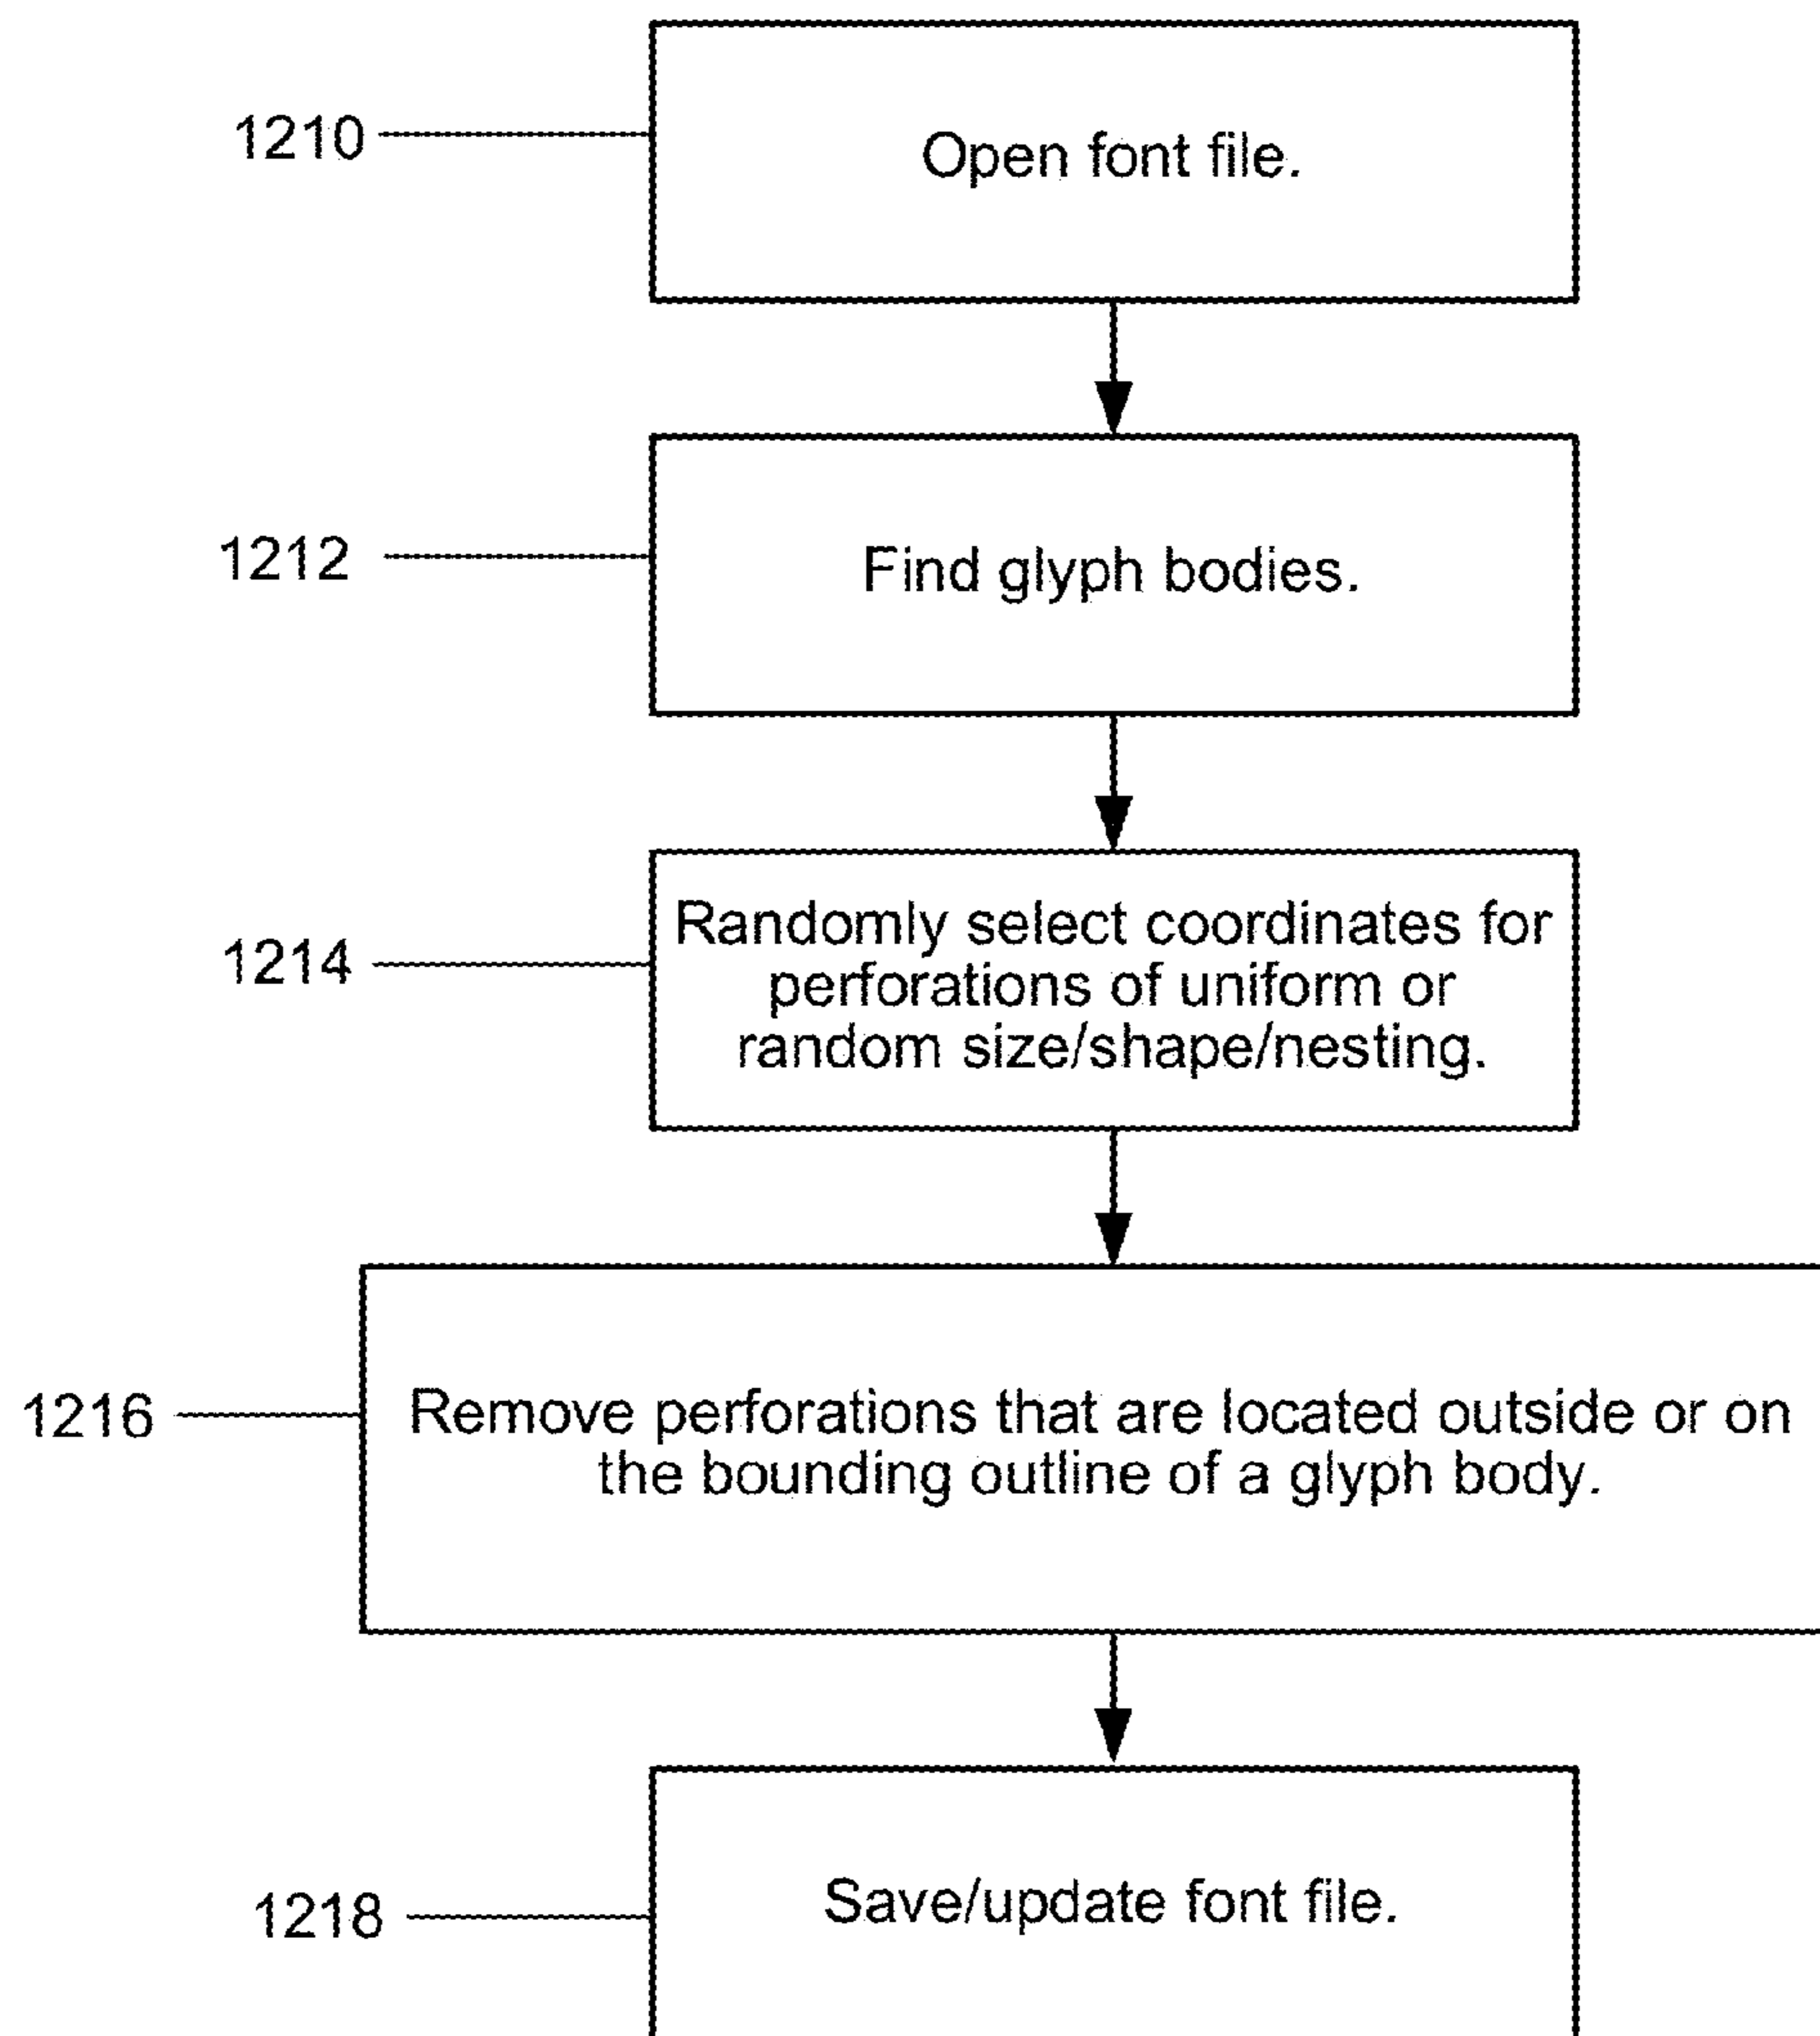 1210
Open font file.
1212
Find glyph bodies.
1214
Randomly select coordinates for
perforations of uniform or
random size/shape/nesting.
1216
Remove perforations that are located outside or on
the bounding outline of a glyph body.
1218
Save/update font file.